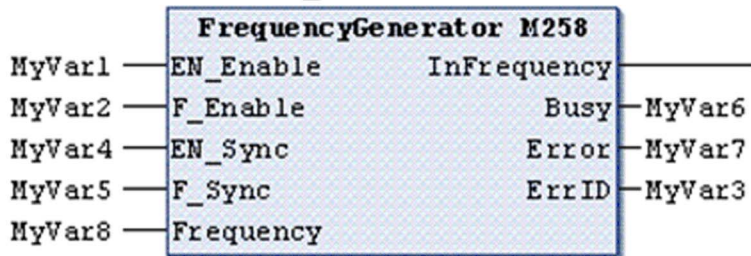 FrequencyGenerator M258
MyVar1 EN_Enable InFrequency
MyVar2 F_Enable Busy MyVar6
MyVar4 EN_Sync Error MyVar7
MyVar5 F_Sync ErrID MyVar3
MyVar8 Frequency